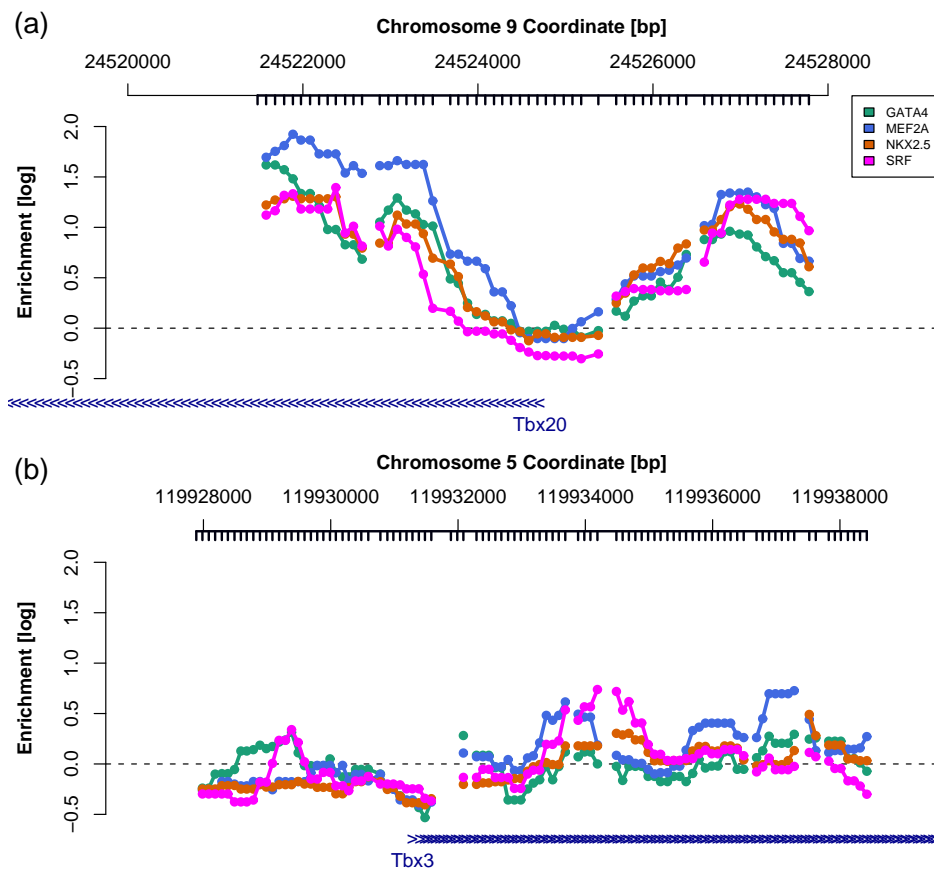 (a)
Chromosome 9 Coordinate [bp]
24520000 24522000 24524000 24526000 24528000
GATA4
MEF2A
NKX2.5
SRF
Enrichment [log]
2.0
1.5
1.0
0.5
0.0
−0.5
Tbx20
(b)
Chromosome 5 Coordinate [bp]
119928000 119930000 119932000 119934000 119936000 119938000
Enrichment [log]
2.0
1.5
1.0
0.5
0.0
−0.5
Tbx3